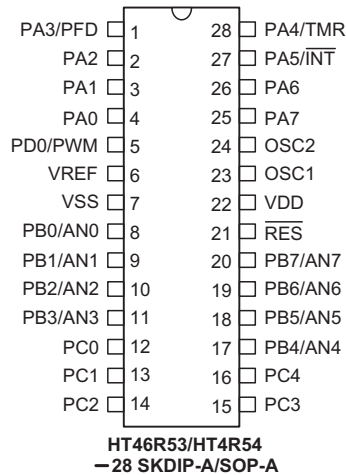 PA3/PFD 1 28 PA4/TMR
PA2 2 27 PA5/INT
PA1 3 26 PA6
PA0 4 25 PA7
PD0/PWM 5 24 OSC2
VREF 6 23 OSC1
VSS 7 22 VDD
PB0/AN0 8 21 RES
PB1/AN1 9 20 PB7/AN7
PB2/AN2 10 19 PB6/AN6
PB3/AN3 11 18 PB5/AN5
PC0 12 17 PB4/AN4
PC1 13 16 PC4
PC2 14 15 PC3
HT46R53/HT4R54
–28 SKDIP-A/SOP-A